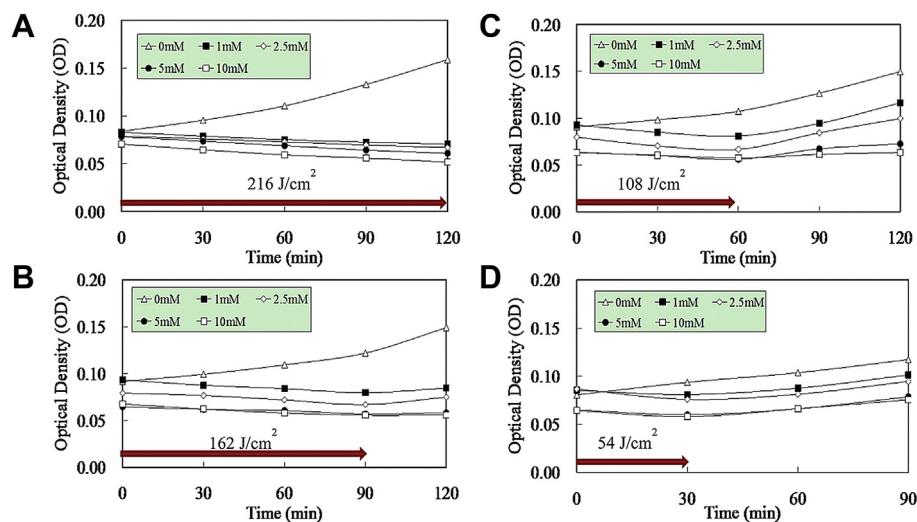 A
Optical Density (OD)
0.20
0.15
0.10
0.05
0.00
0mM 1mM 2.5mM
5mM 10mM
216 J/cm²
0 30 60 90 120
Time (min)
B
Optical Density (OD)
0.20
0.15
0.10
0.05
0.00
0mM 1mM 2.5mM
5mM 10mM
162 J/cm²
0 30 60 90 120
Time (min)
C
Optical Density (OD)
0.20
0.15
0.10
0.05
0.00
0mM 1mM 2.5mM
5mM 10mM
108 J/cm²
0 30 60 90 120
Time (min)
D
Optical Density (OD)
0.20
0.15
0.10
0.05
0.00
0mM 1mM 2.5mM
5mM 10mM
54 J/cm²
0 30 60 90
Time (min)